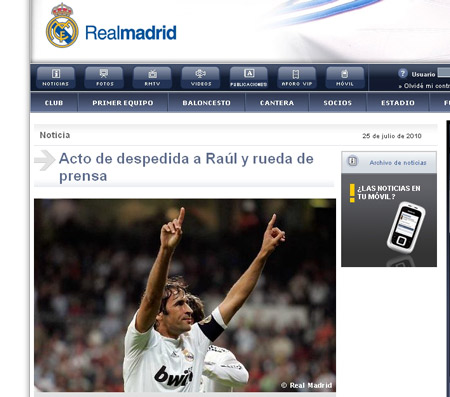 Realmadrid
NOTICIAS FOTOS RMTV VIDEOS PUBLICACIONES AFORO VIP MÓVIL
Usuario
» Olvidé mi cont
CLUB PRIMER EQUIPO BALONCESTO CANTERA SOCIOS ESTADIO
Noticia
25 de julio de 2010
Acto de despedida a Raúl y rueda de
prensa
Archivo de noticias
¿LAS NOTICIAS EN
TU MÓVIL?
bwin
© Real Madrid